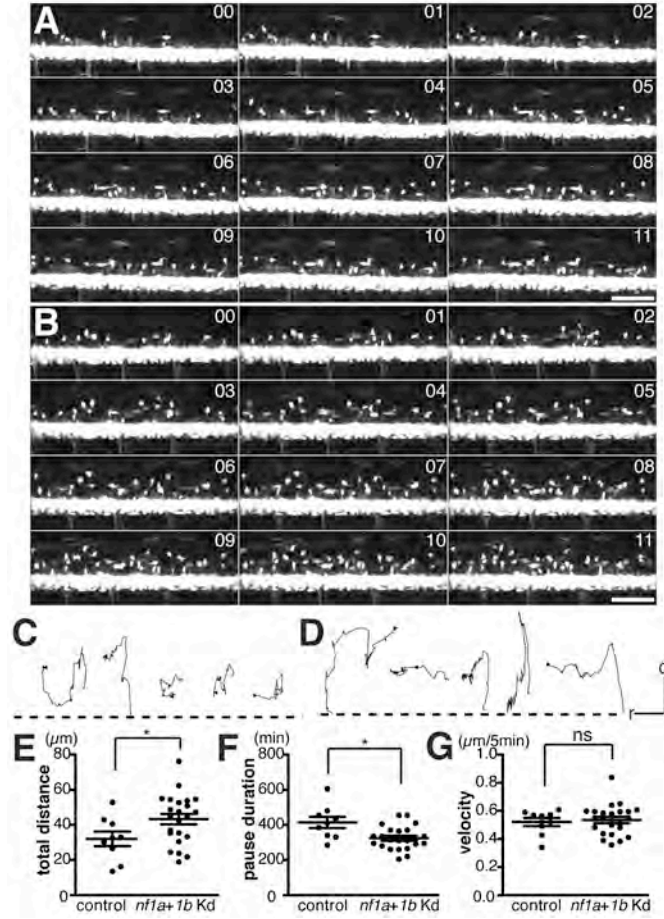 A 00 01 02
03 04 05
06 07 08
09 10 11
B 00 01 02
03 04 05
06 07 08
09 10 11
C D
E (μm) F (min) G (μm/5min)
* * ns
80 800 1.0
60 600 0.8
40 400 0.6
20 200 0.4
0 0 0.2
0.0
total distance pause duration velocity
control nf1a+1b Kd control nf1a+1b Kd control nf1a+1b Kd